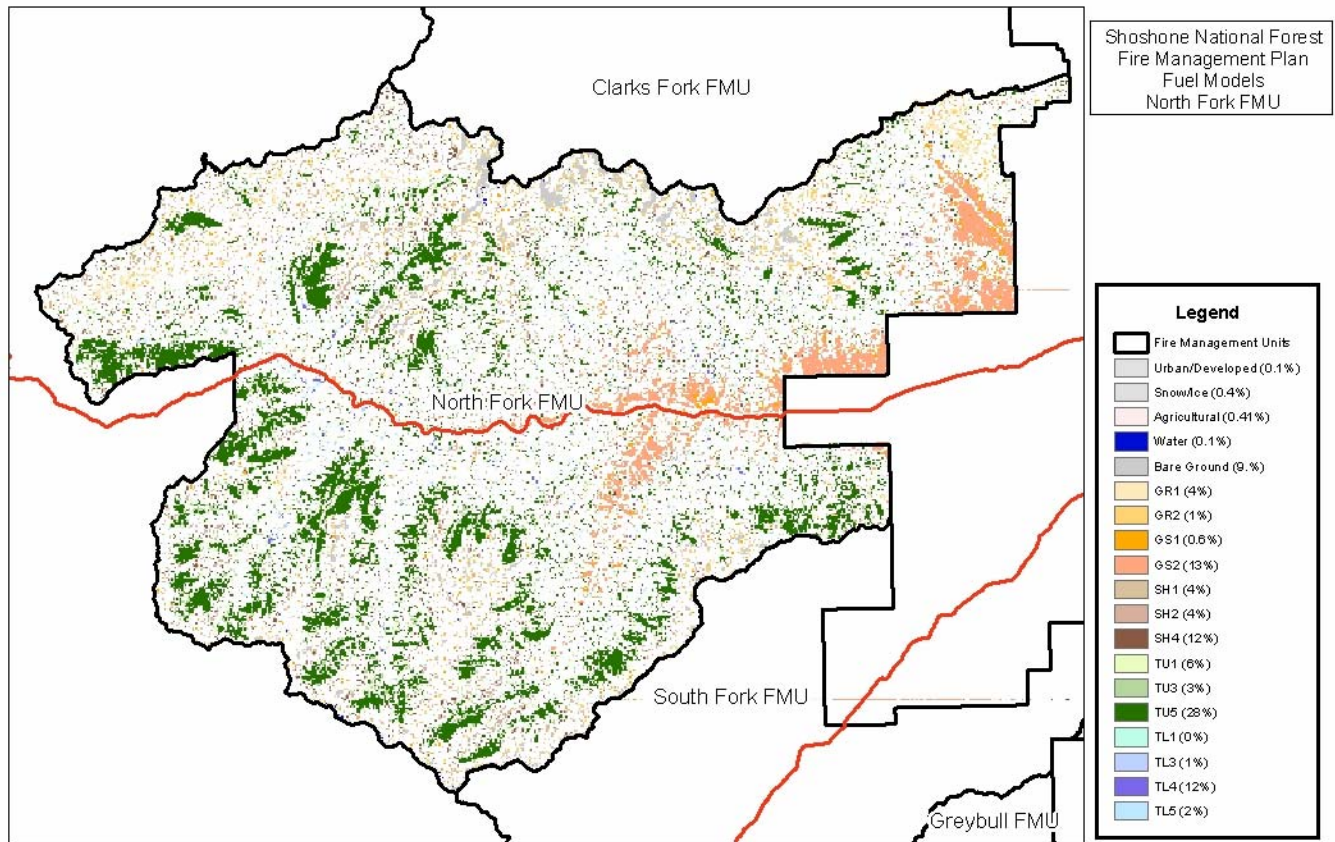 Shoshone National Forest
Fire Management Plan
Fuel Models
North Fork FMU
Clarks Fork FMU
North Fork FMU
South Fork FMU
Greybull FMU
Legend
Fire Management Units
Urban/Developed (0.1%)
Snow/Ice (0.4%)
Agricultural (0.41%)
Water (0.1%)
Bare Ground (9.%)
GR1 (4%)
GR2 (1%)
GS1 (0.6%)
GS2 (13%)
SH1 (4%)
SH2 (4%)
SH4 (12%)
TU1 (6%)
TU3 (3%)
TU5 (28%)
TL1 (0%)
TL3 (1%)
TL4 (12%)
TL5 (2%)